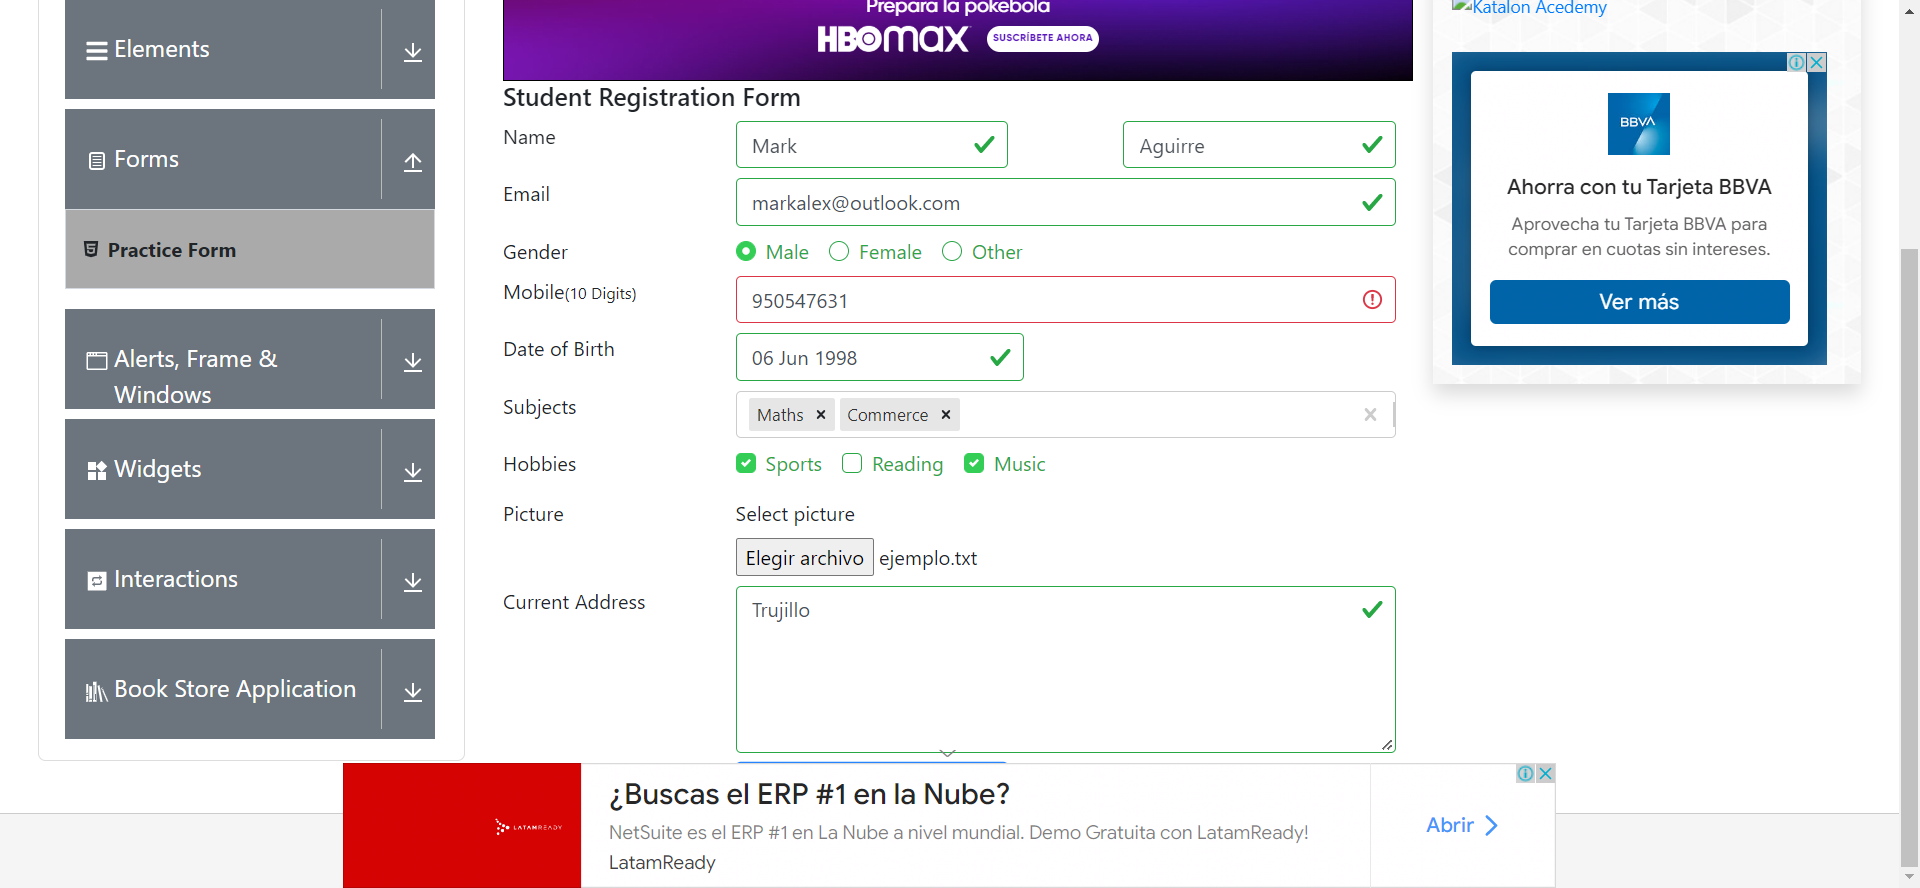 Elements
Forms
Practice Form
Alerts, Frame &
Windows
Widgets
Interactions
Book Store Application
Prepara la pokebola
HBOMAX SUSCRÍBETE AHORA
Student Registration Form
Name Mark Aguirre
Email markalex@outlook.com
Gender Male Female Other
Mobile(10 Digits) 950547631
Date of Birth 06 Jun 1998
Subjects Maths × Commerce ×
Hobbies Sports Reading Music
Picture Select picture
Elegir archivo ejemplo.txt
Current Address Trujillo
Katalon Acedemy
BBVA
Ahorra con tu Tarjeta BBVA
Aprovecha tu Tarjeta BBVA para
comprar en cuotas sin intereses.
Ver más
LATAMREADY
¿Buscas el ERP #1 en la Nube?
NetSuite es el ERP #1 en La Nube a nivel mundial. Demo Gratuita con LatamReady!
LatamReady
Abrir